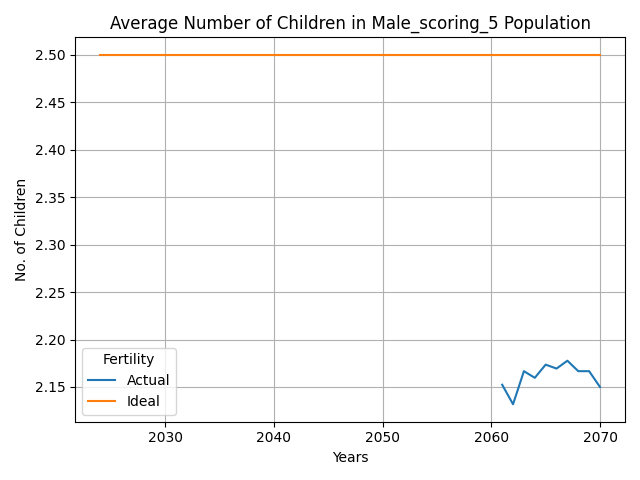 Average Number of Children in Male_scoring_5 Population
No. of Children
2.50
2.45
2.40
2.35
2.30
2.25
2.20
2.15
Fertility
Actual
Ideal
2030
2040
2050
2060
2070
Years